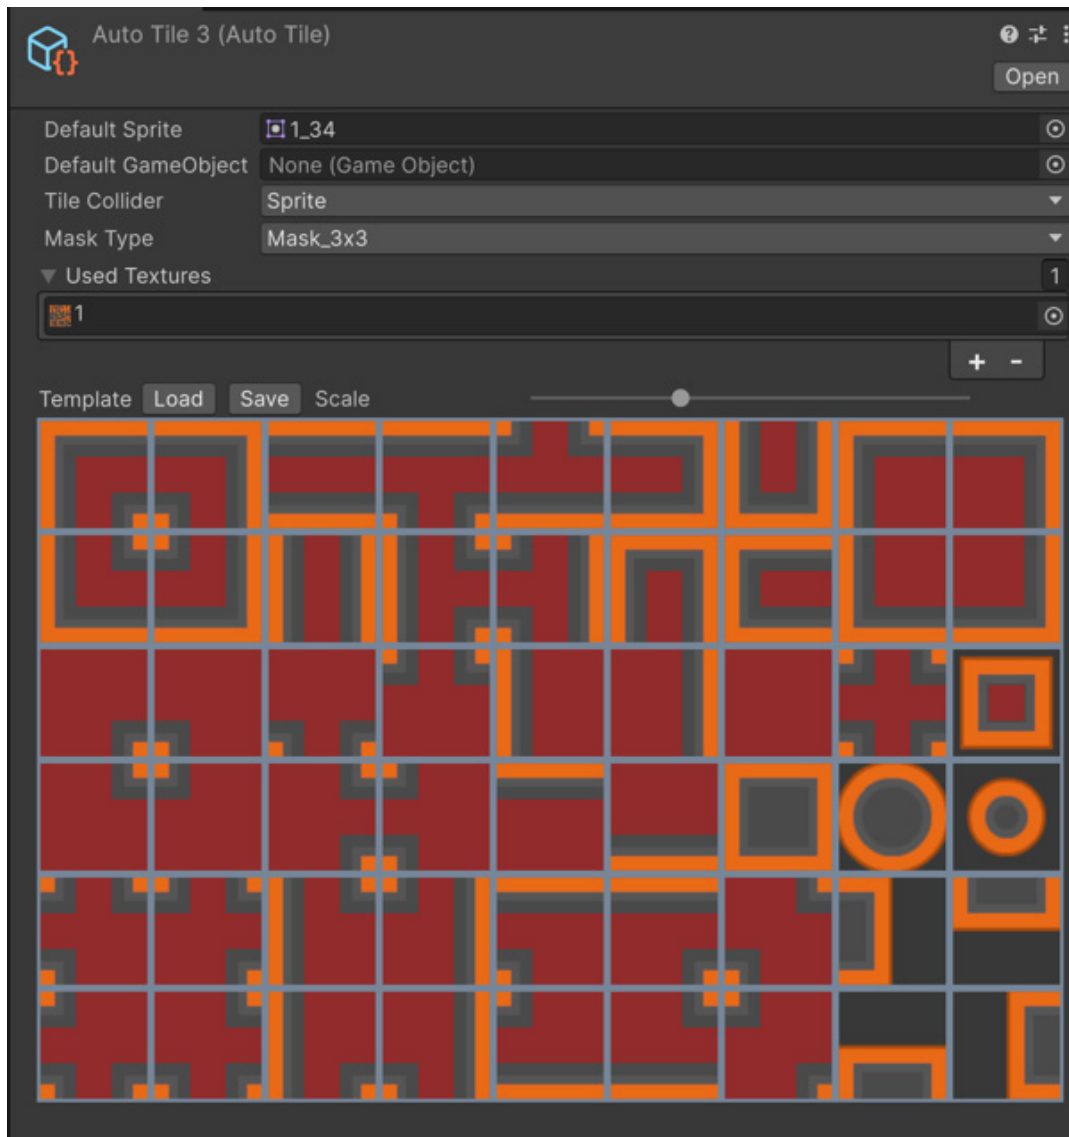 Auto Tile 3 (Auto Tile)
Open
Default Sprite 1_34
Default GameObject None (Game Object)
Tile Collider Sprite
Mask Type Mask_3x3
Used Textures 1
1
+ -
Template Load Save Scale